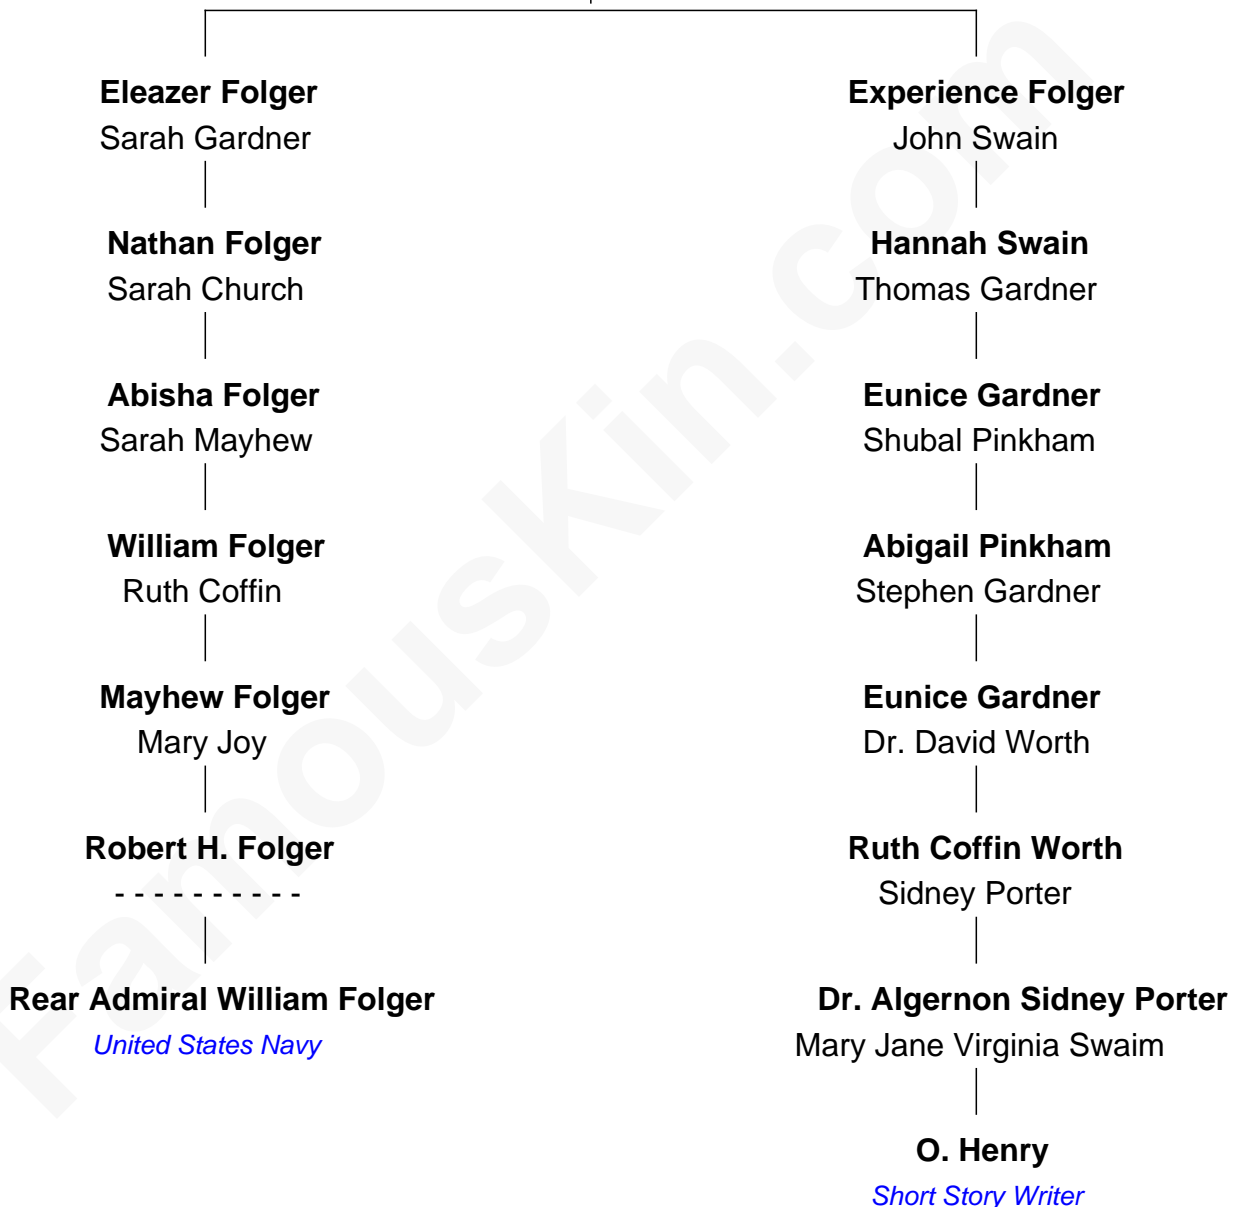 Eleazer Folger
Sarah Gardner
Nathan Folger
Sarah Church
Abisha Folger
Sarah Mayhew
William Folger
Ruth Coffin
Mayhew Folger
Mary Joy
Robert H. Folger
- - - - - - - - - -
Rear Admiral William Folger
United States Navy
Experience Folger
John Swain
Hannah Swain
Thomas Gardner
Eunice Gardner
Shubal Pinkham
Abigail Pinkham
Stephen Gardner
Eunice Gardner
Dr. David Worth
Ruth Coffin Worth
Sidney Porter
Dr. Algernon Sidney Porter
Mary Jane Virginia Swaim
O. Henry
Short Story Writer
FamousKin.com